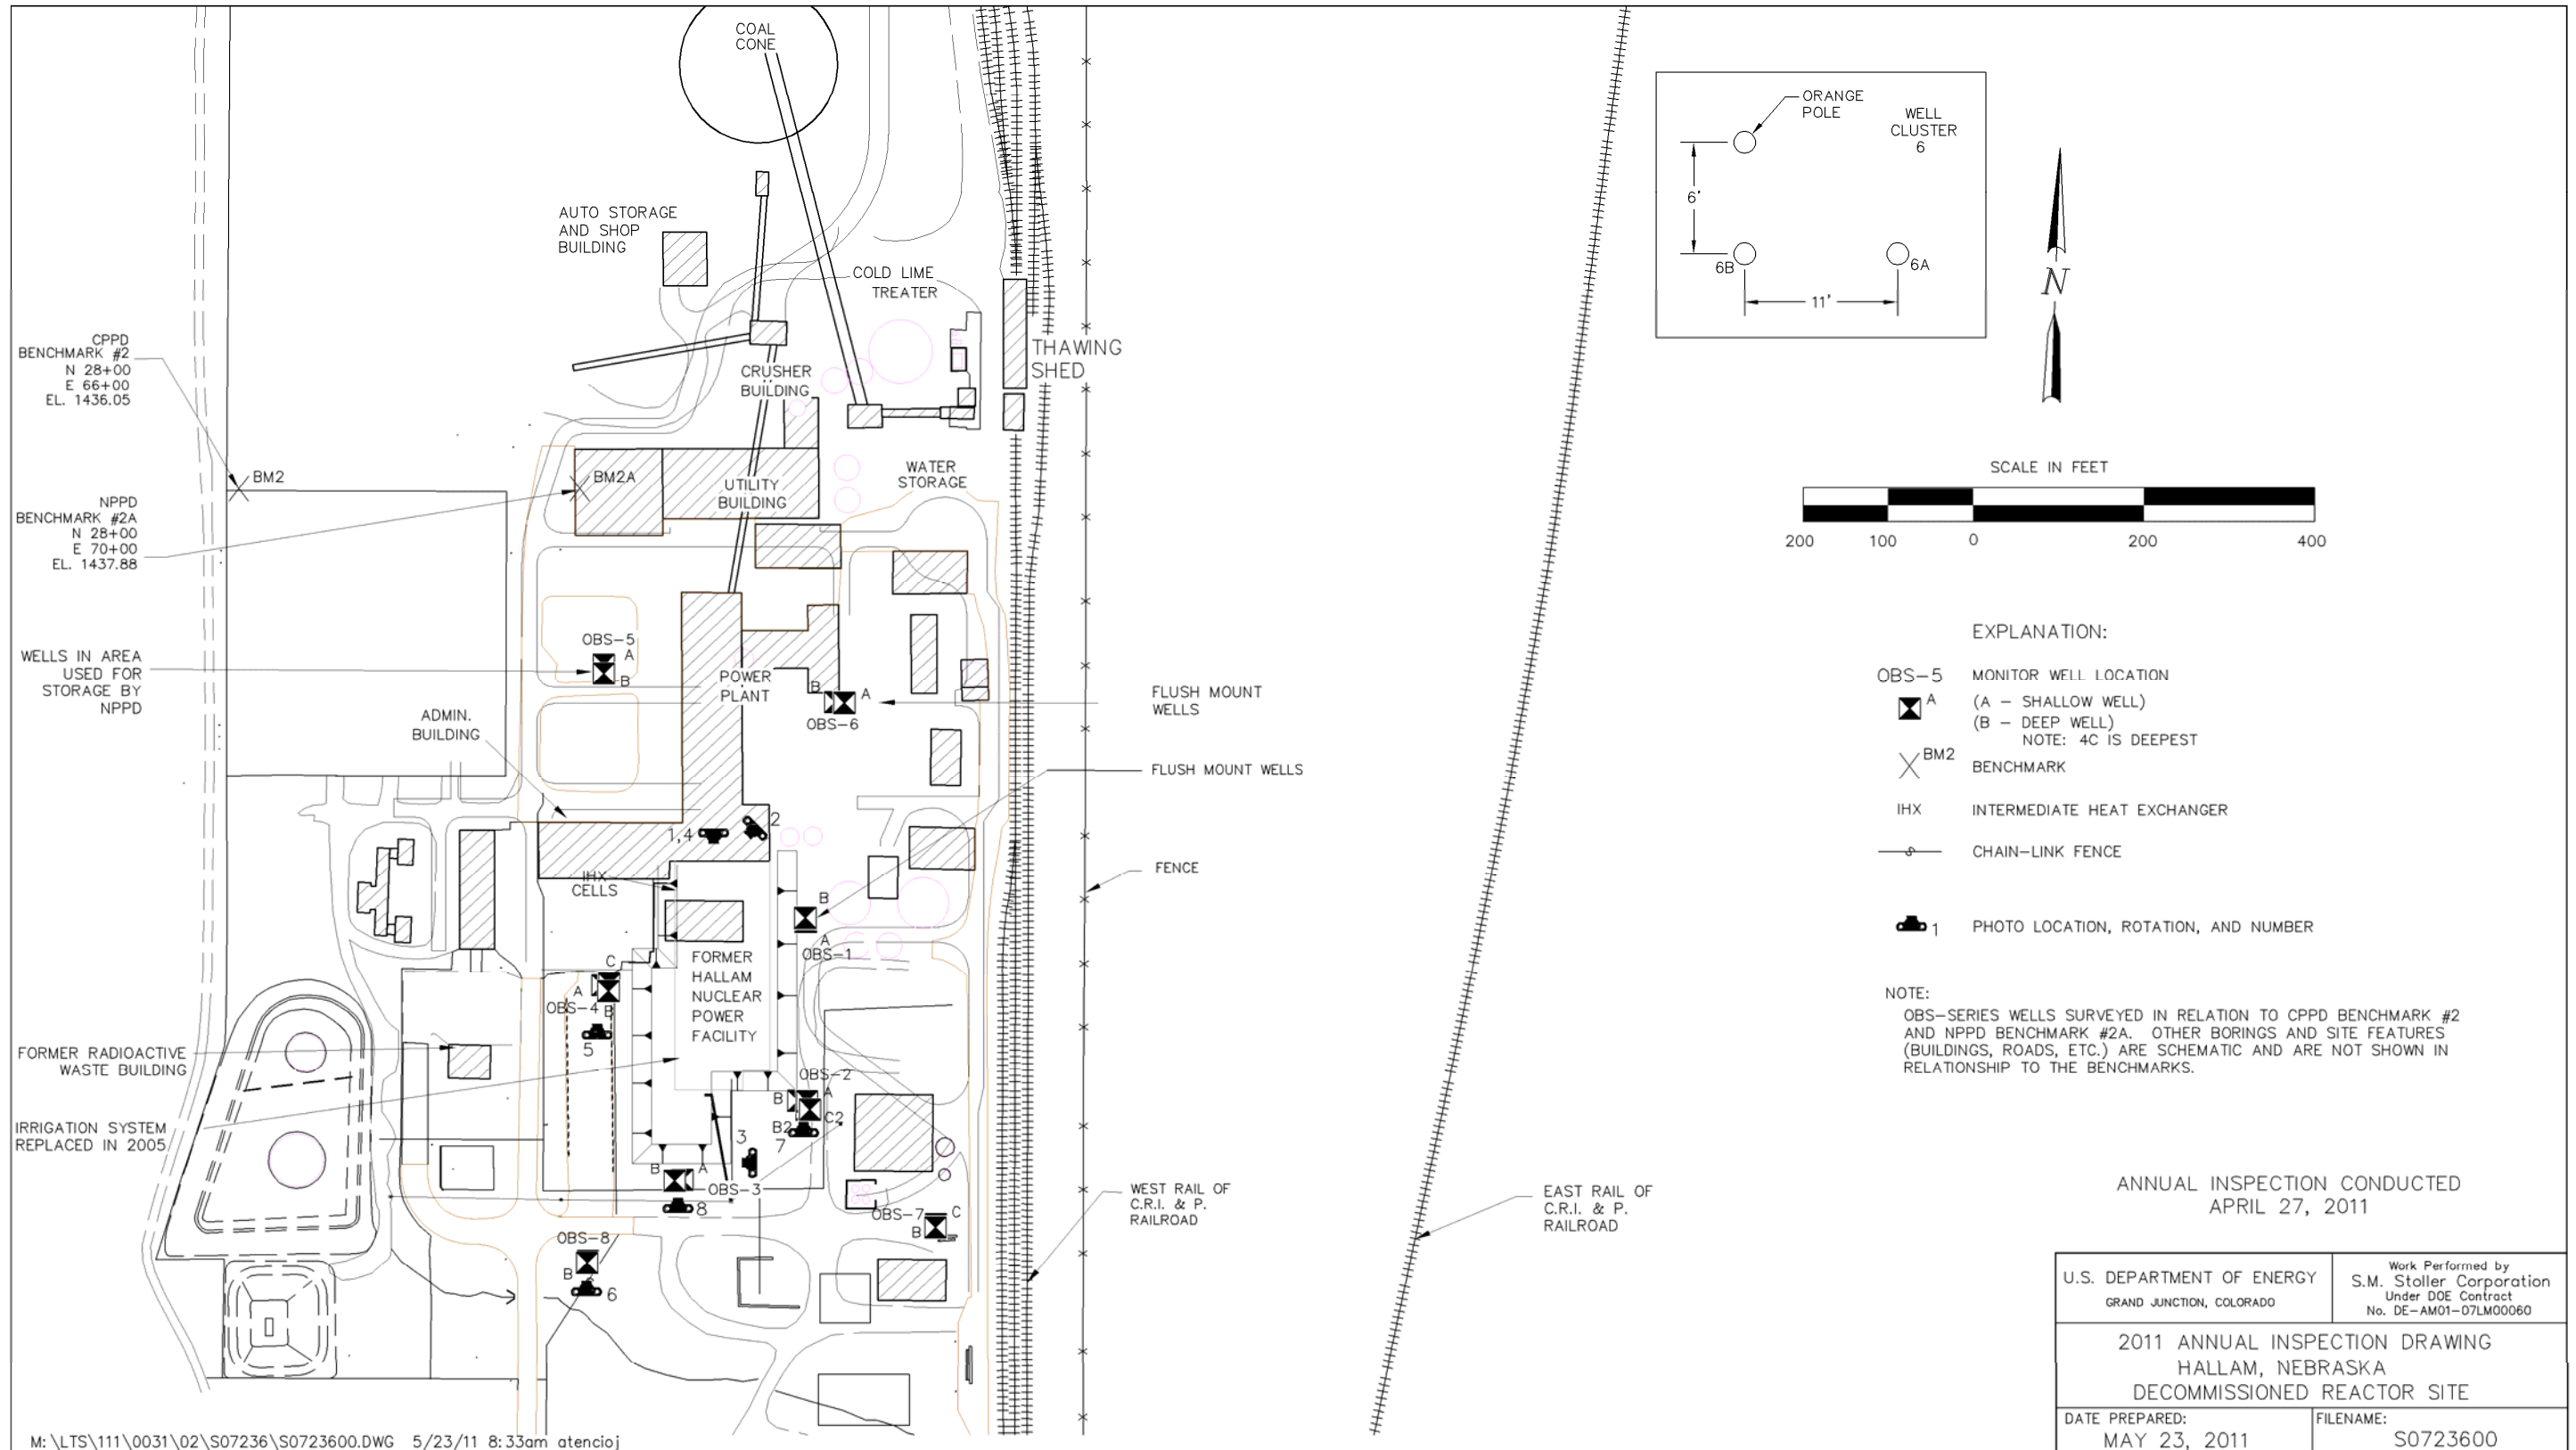 COAL
CONE
ORANGE
POLE
WELL
CLUSTER
6
6'
6B
6A
11'
N
AUTO STORAGE
AND SHOP
BUILDING
COLD LIME
TREATER
THAWING
SHED
CRUSHER
BUILDING
CPPD
BENCHMARK #2
N 28+00
E 66+00
EL. 1436.05
BM2
BM2A
NPPD
BENCHMARK #2A
N 28+00
E 70+00
EL. 1437.88
UTILITY
BUILDING
WATER
STORAGE
SCALE IN FEET
200 100 0 200 400
WELLS IN AREA
USED FOR
STORAGE BY
NPPD
OBS-5
A
B
POWER
PLANT
B
A
OBS-6
FLUSH MOUNT
WELLS
ADMIN.
BUILDING
FLUSH MOUNT WELLS
EXPLANATION:
OBS-5 MONITOR WELL LOCATION
A (A - SHALLOW WELL)
(B - DEEP WELL)
NOTE: 4C IS DEEPEST
BM2 BENCHMARK
IHX INTERMEDIATE HEAT EXCHANGER
CHAIN-LINK FENCE
1 PHOTO LOCATION, ROTATION, AND NUMBER
1,4
2
IHX
CELLS
FENCE
B
A
OBS-1
FORMER
HALLAM
NUCLEAR
POWER
FACILITY
C
A
OBS-4
B
5
NOTE:
OBS-SERIES WELLS SURVEYED IN RELATION TO CPPD BENCHMARK #2
AND NPPD BENCHMARK #2A. OTHER BORINGS AND SITE FEATURES
(BUILDINGS, ROADS, ETC.) ARE SCHEMATIC AND ARE NOT SHOWN IN
RELATIONSHIP TO THE BENCHMARKS.
FORMER RADIOACTIVE
WASTE BUILDING
IRRIGATION SYSTEM
REPLACED IN 2005
OBS-2
B
A
C2
B2
7
3
B
A
OBS-3
8
OBS-7
C
B
OBS-8
B
6
WEST RAIL OF
C.R.I. & P.
RAILROAD
EAST RAIL OF
C.R.I. & P.
RAILROAD
ANNUAL INSPECTION CONDUCTED
APRIL 27, 2011
U.S. DEPARTMENT OF ENERGY
GRAND JUNCTION, COLORADO
Work Performed by
S.M. Stoller Corporation
Under DOE Contract
No. DE-AM01-07LM00060
2011 ANNUAL INSPECTION DRAWING
HALLAM, NEBRASKA
DECOMMISSIONED REACTOR SITE
DATE PREPARED:
MAY 23, 2011
FILENAME:
S0723600
M:\LTS\111\0031\02\S07236\S0723600.DWG 5/23/11 8:33am atencioj